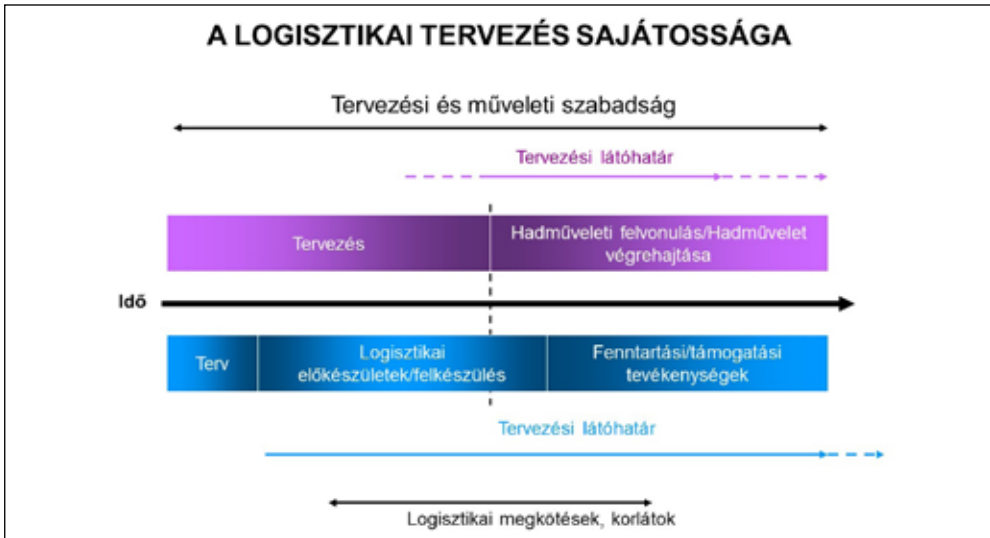 A LOGISZTIKAI TERVEZÉS SAJÁTOSSÁGA
Tervezési és műveleti szabadság
Tervezési látóhatár
Tervezés
Hadműveleti felvonulás/Hadművelet
végrehajtása
Idő
Terv
Logisztikai
előkészületek/felkészülés
Fenntartási/támogatási
tevékenységek
Tervezési látóhatár
Logisztikai megkötések, korlátok